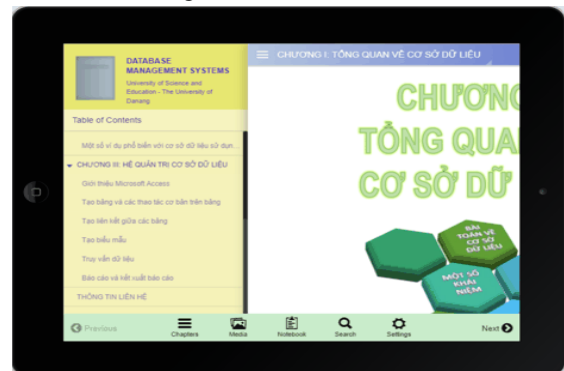 DATABASE
MANAGEMENT SYSTEMS
University of Science and
Education - The University of
Danang
Table of Contents
Một số ví dụ phổ biến với cơ sở dữ liệu sử dụn...
CHƯƠNG III: HỆ QUẢN TRỊ CƠ SỞ DỮ LIỆU
Giới thiệu Microsoft Access
Tạo bảng và các thao tác cơ bản trên bảng
Tạo liên kết giữa các bảng
Tạo biểu mẫu
Truy vấn dữ liệu
Báo cáo và kết xuất báo cáo
THÔNG TIN LIÊN HỆ
CHƯƠNG I: TỔNG QUAN VỀ CƠ SỞ DỮ LIỆU
CHƯƠNG
TỔNG QUA
CƠ SỞ DỮ
BÀI
TOÁN VỀ
CƠ SỞ
DỮ LIỆU
MỘT SỐ
KHÁI
NIỆM
Previous
Chapters
Media
Notebook
Search
Settings
Next